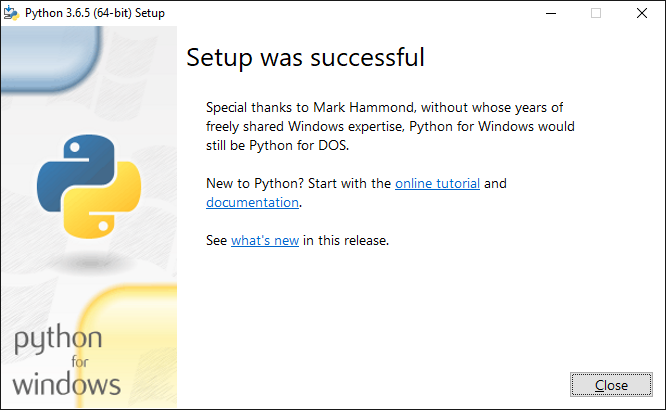 Python 3.6.5 (64-bit) Setup
Setup was successful
Special thanks to Mark Hammond, without whose years of
freely shared Windows expertise, Python for Windows would
still be Python for DOS.
New to Python? Start with the online tutorial and
documentation.
See what's new in this release.
python
for
windows
Close